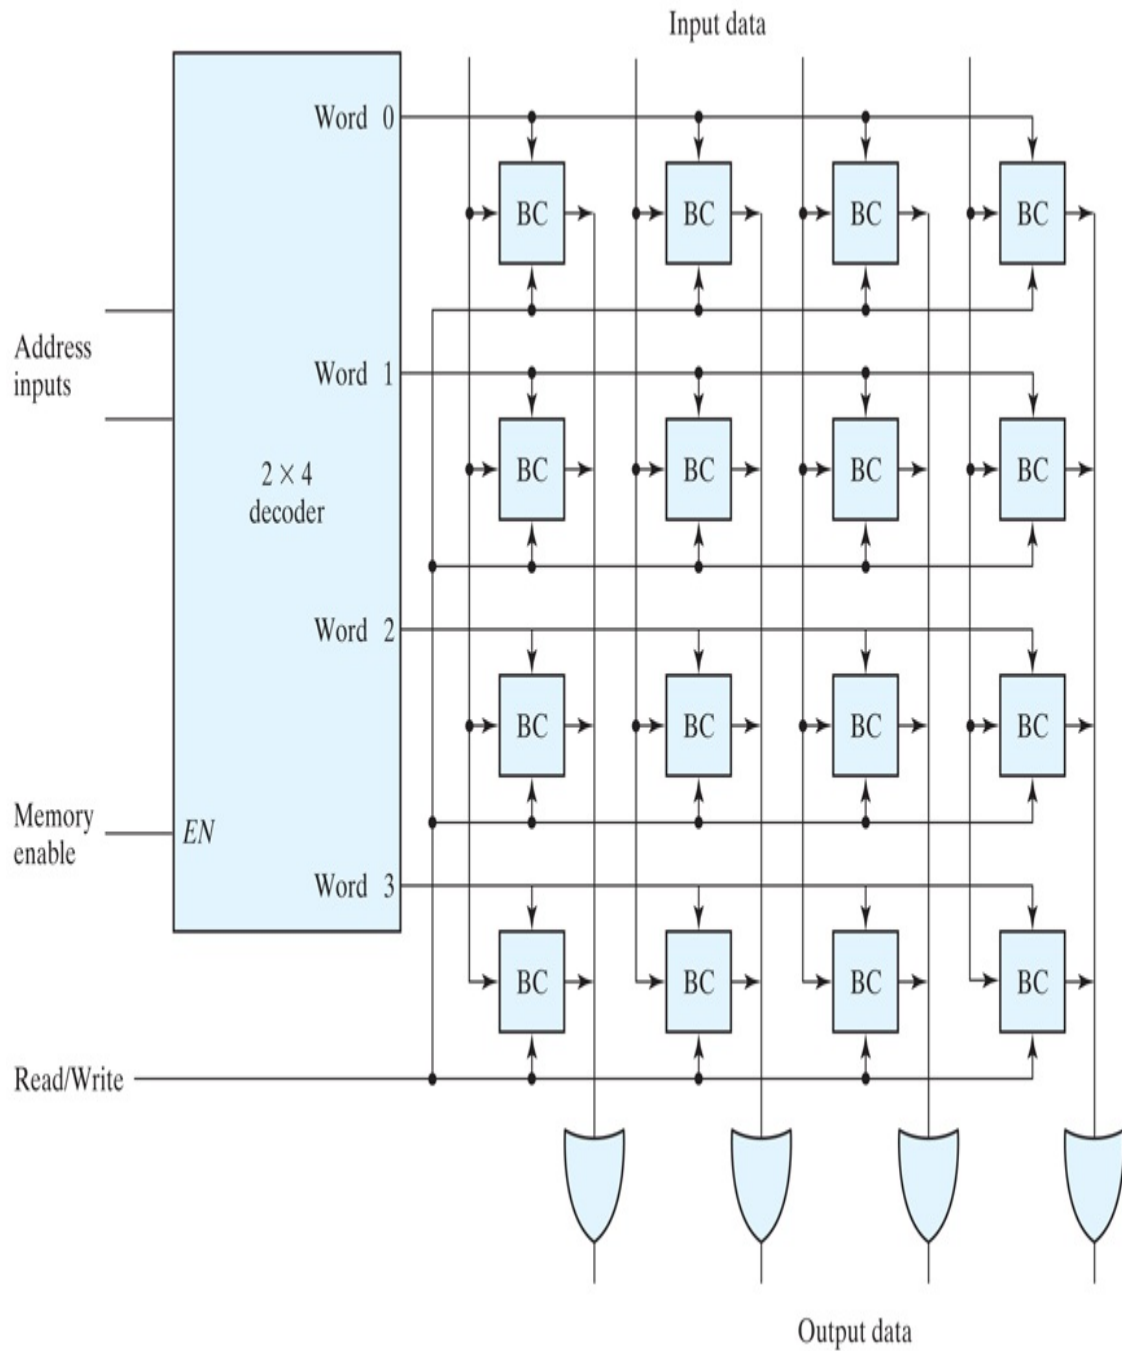 Input data
Word 0
BC BC BC BC
Address
inputs
Word 1
BC BC BC BC
2 × 4
decoder
Word 2
BC BC BC BC
Memory
enable
EN
Word 3
BC BC BC BC
Read/Write
Output data